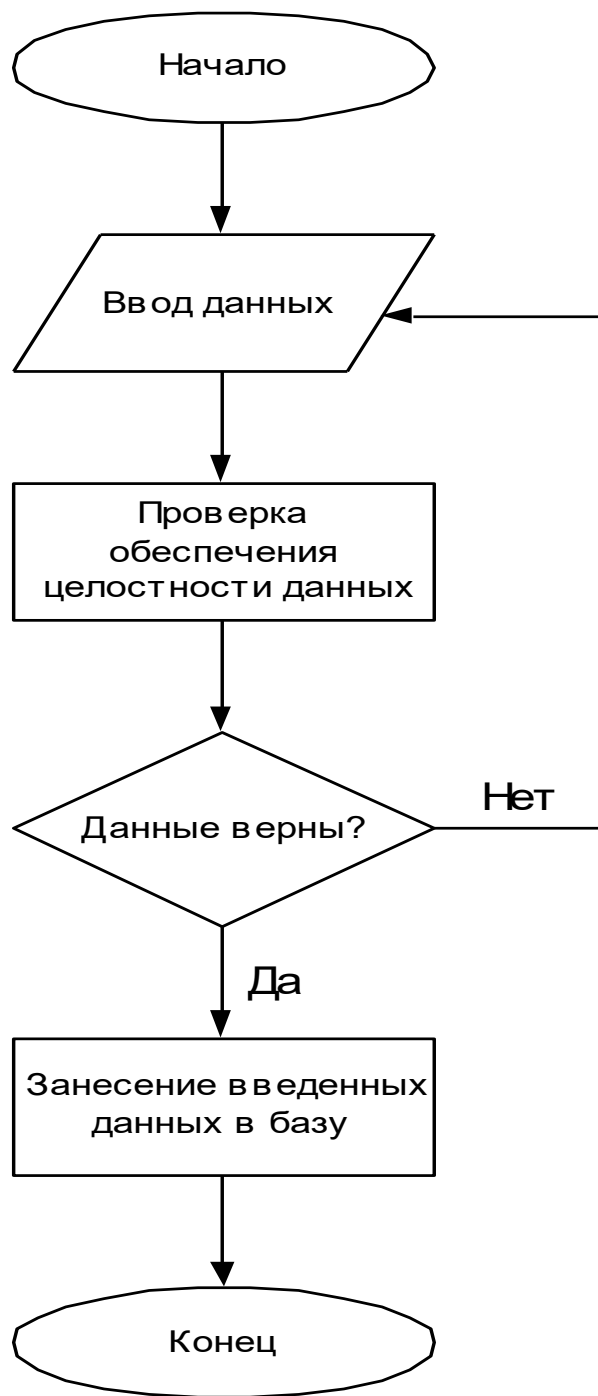 Начало
Ввод данных
Проверка
обеспечения
целостности данных
Данные верны?
Нет
Да
Занесение введенных
данных в базу
Конец